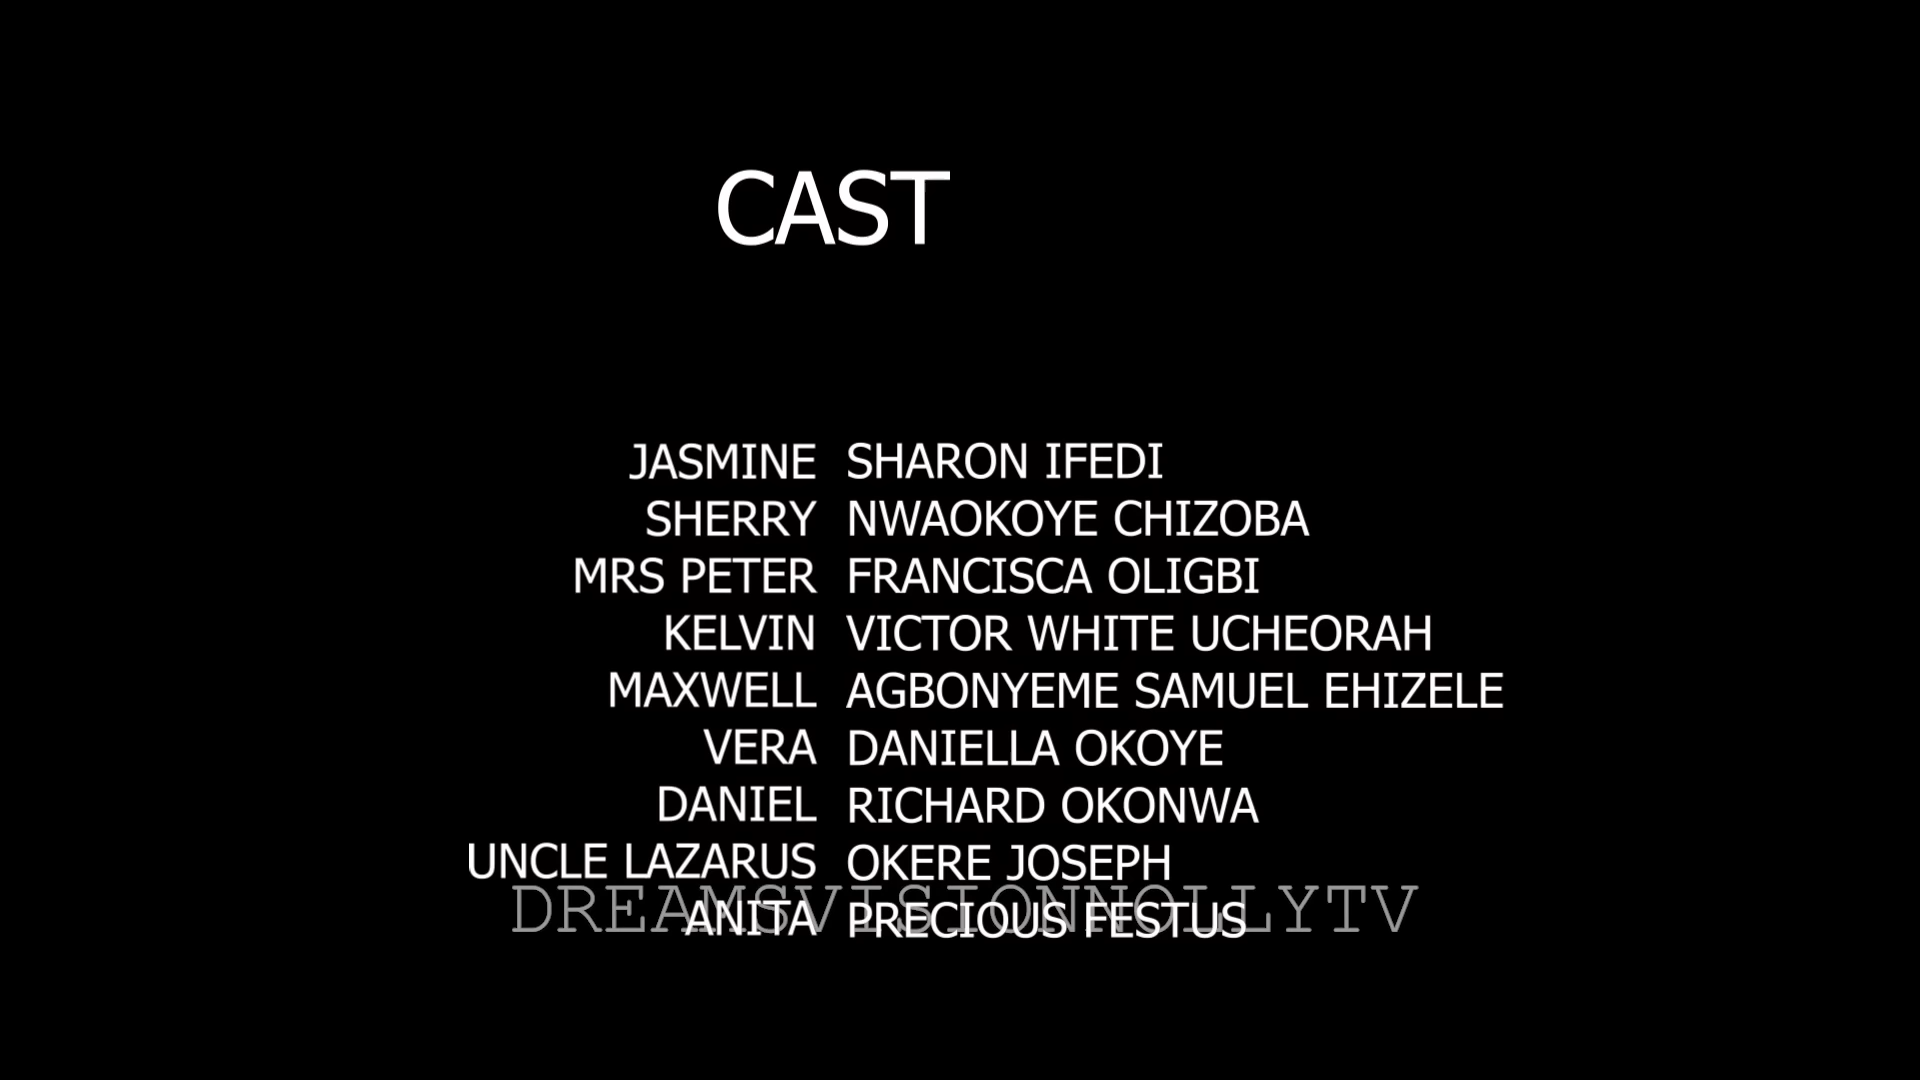 CAST
JASMINE SHARON IFEDI
SHERRY NWAOKOYE CHIZOBA
MRS PETER FRANCISCA OLIGBI
KELVIN VICTOR WHITE UCHEORAH
MAXWELL AGBONYEME SAMUEL EHIZELE
VERA DANIELLA OKOYE
DANIEL RICHARD OKONWA
UNCLE LAZARUS OKERE JOSEPH
ANITA PRECIOUS FESTUS
DREAMSVISIONNOLLYTV